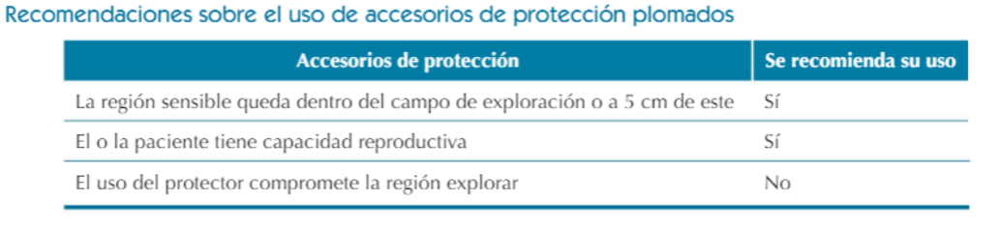 Recomendaciones sobre el uso de accesorios de protección plomados
Accesorios de protección Se recomienda su uso
La región sensible queda dentro del campo de exploración o a 5 cm de este Sí
El o la paciente tiene capacidad reproductiva Sí
El uso del protector compromete la región explorar No